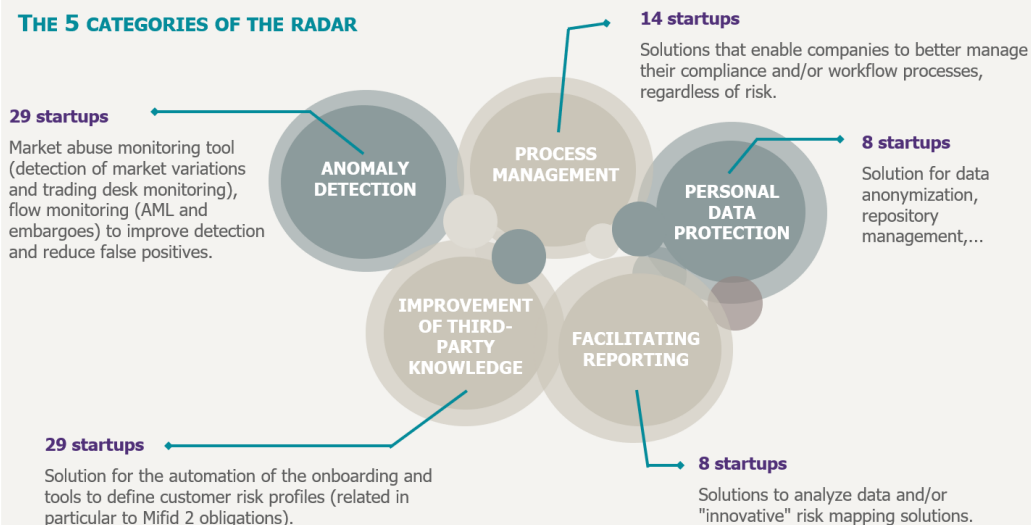 THE 5 CATEGORIES OF THE RADAR
14 startups
Solutions that enable companies to better manage
their compliance and/or workflow processes,
regardless of risk.
29 startups
Market abuse monitoring tool
(detection of market variations
and trading desk monitoring),
flow monitoring (AML and
embargoes) to improve detection
and reduce false positives.
ANOMALY
DETECTION
PROCESS
MANAGEMENT
PERSONAL
DATA
PROTECTION
8 startups
Solution for data
anonymization,
repository
management,...
IMPROVEMENT
OF THIRD-
PARTY
KNOWLEDGE
FACILITATING
REPORTING
29 startups
Solution for the automation of the onboarding and
tools to define customer risk profiles (related in
particular to Mifid 2 obligations).
8 startups
Solutions to analyze data and/or
"innovative" risk mapping solutions.